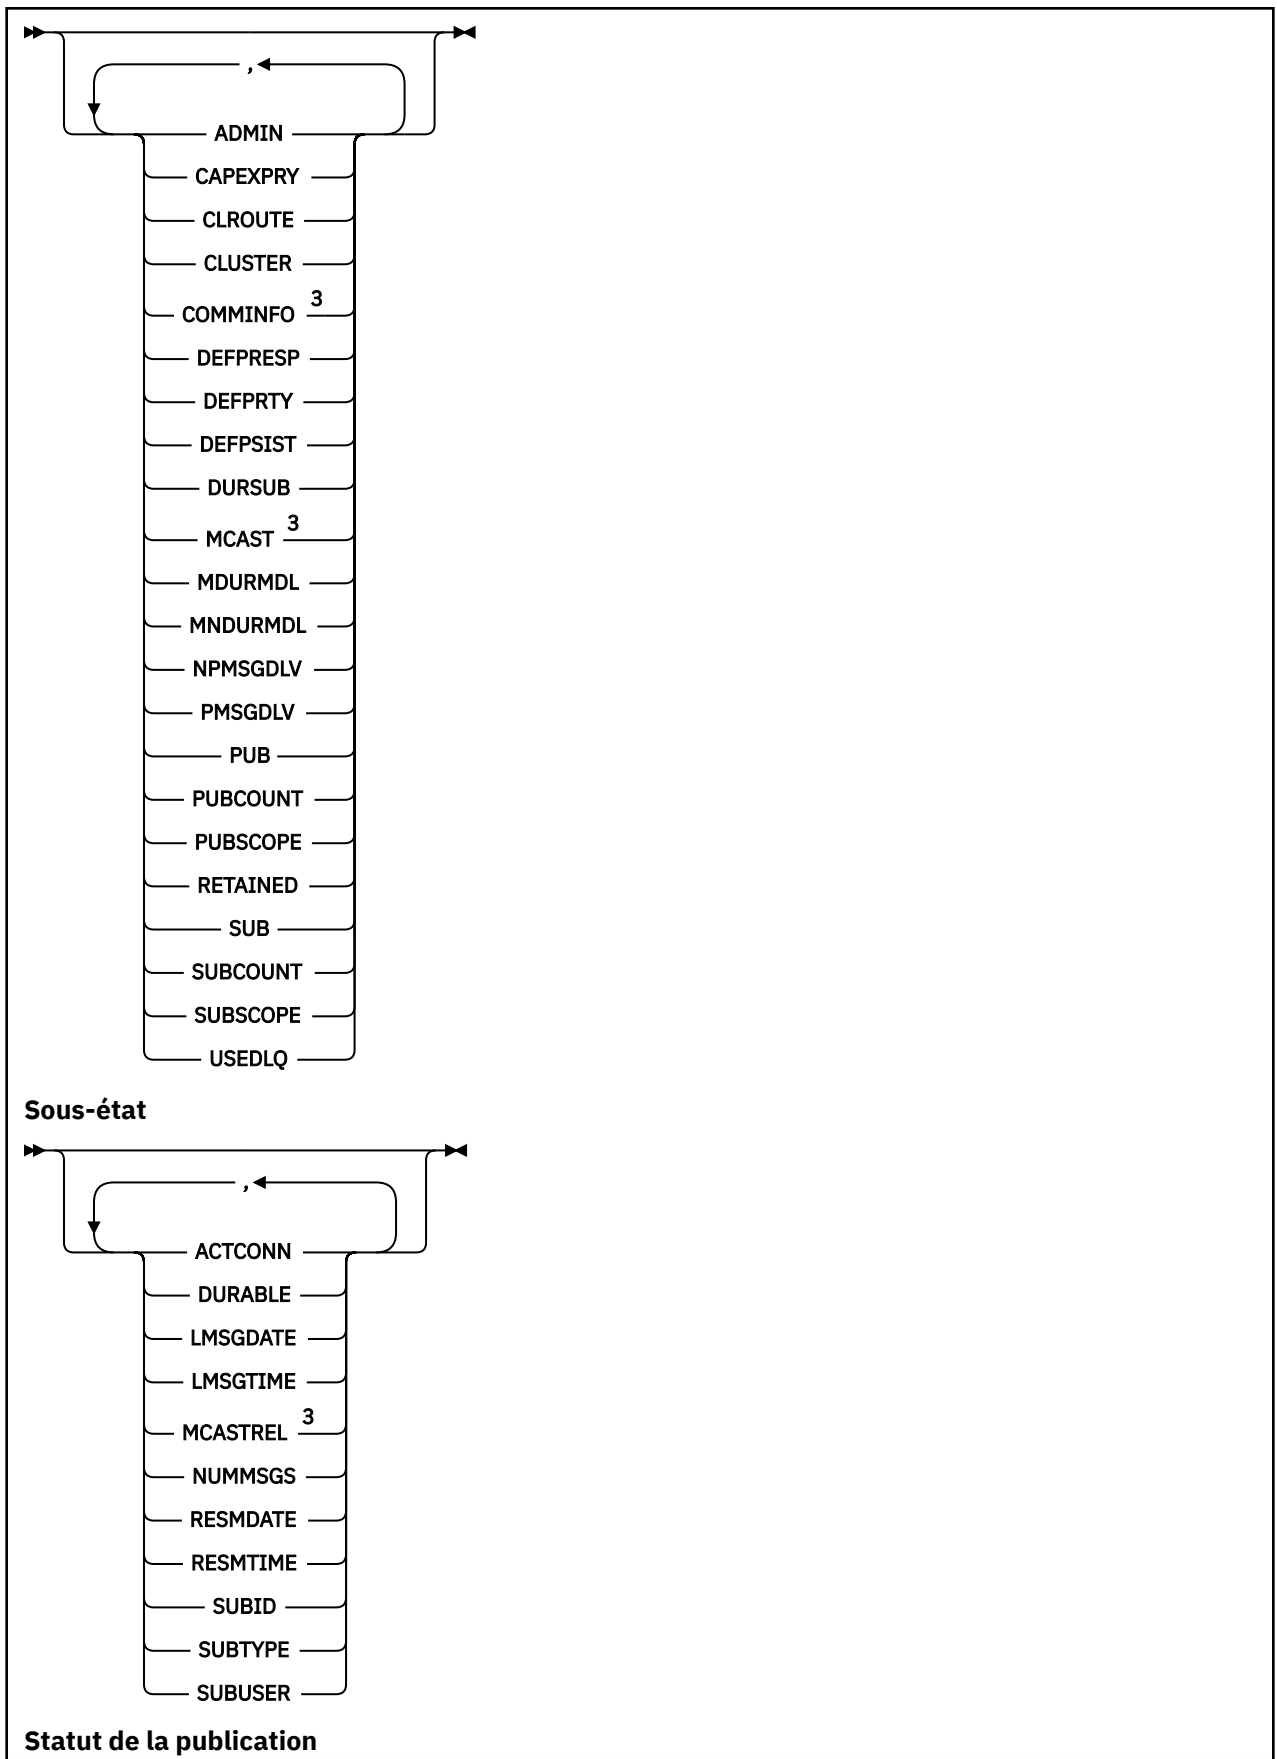 ,
ADMIN
CAPEXPRY
CLROUTE
CLUSTER
COMMINFO 3
DEFPRESP
DEFPRTY
DEFPSIST
DURSUB
MCAST 3
MDURMDL
MNDURMDL
NPMSGDLV
PMSGDLV
PUB
PUBCOUNT
PUBSCOPE
RETAINED
SUB
SUBCOUNT
SUBSCOPE
USEDLQ
Sous-état
,
ACTCONN
DURABLE
LMSGDATE
LMSGTIME
MCASTREL 3
NUMMSGS
RESMDATE
RESMTIME
SUBID
SUBTYPE
SUBUSER
Statut de la publication